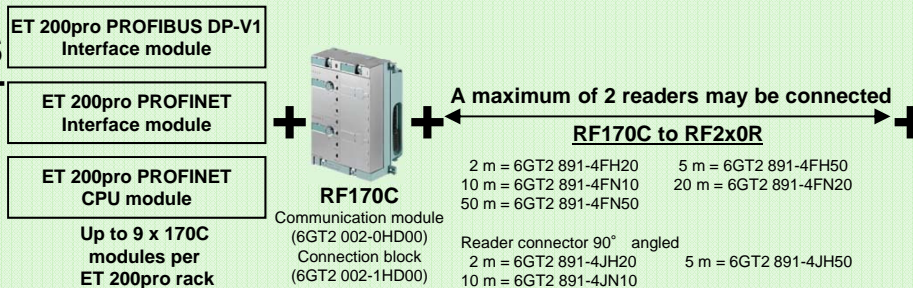 ET 200pro PROFIBUS DP-V1
Interface module
ET 200pro PROFINET
Interface module
ET 200pro PROFINET
CPU module
Up to 9 x 170C
modules per
ET 200pro rack
+
RF170C
Communication module
(6GT2 002-0HD00)
Connection block
(6GT2 002-1HD00)
+
A maximum of 2 readers may be connected
RF170C to RF2x0R
2 m = 6GT2 891-4FH20 5 m = 6GT2 891-4FH50
10 m = 6GT2 891-4FN10 20 m = 6GT2 891-4FN20
50 m = 6GT2 891-4FN50
Reader connector 90° angled
2 m = 6GT2 891-4JH20 5 m = 6GT2 891-4JH50
10 m = 6GT2 891-4JN10
+